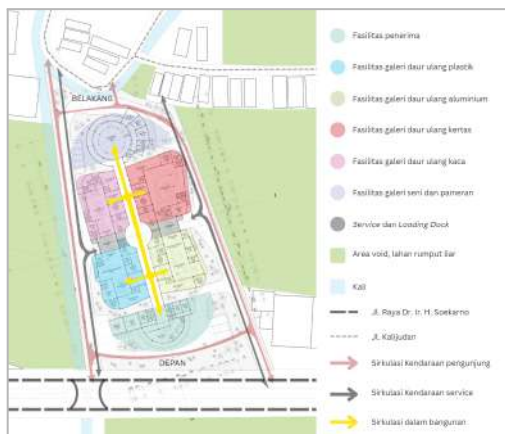 BELAKANG
DEPAN
Fasilitas penerima
Fasilitas galeri daur ulang plastik
Fasilitas galeri daur ulang aluminium
Fasilitas galeri daur ulang kertas
Fasilitas galeri daur ulang kaca
Fasilitas galeri seni dan pameran
Service dan Loading Dock
Area void, lahan rumput liar
Kali
Jl. Raya Dr. Ir. H. Soekarno
Jl. Kalijudan
Sirkulasi Kendaraan pengunjung
Sirkulasi Kendaraan service
Sirkulasi dalam bangunan